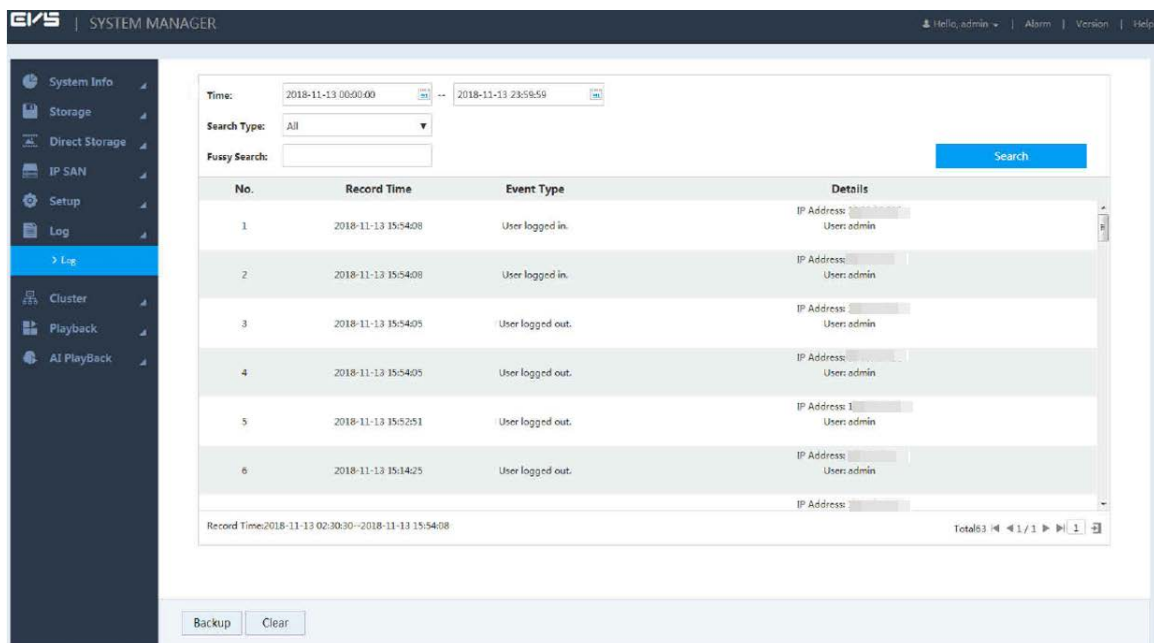 EVS | SYSTEM MANAGER
Hello, admin | Alarm | Version | Help
System Info
Storage
Direct Storage
IP SAN
Setup
Log
> Log
Cluster
Playback
AI PlayBack
Time: 2018-11-13 00:00:00 -- 2018-11-13 23:59:59
Search Type: All
Fussy Search:
Search
No. Record Time Event Type Details
1 2018-11-13 15:54:08 User logged in. IP Address:
User: admin
2 2018-11-13 15:54:08 User logged in. IP Address:
User: admin
3 2018-11-13 15:54:05 User logged out. IP Address:
User: admin
4 2018-11-13 15:54:05 User logged out. IP Address:
User: admin
5 2018-11-13 15:52:51 User logged out. IP Address: 1
User: admin
6 2018-11-13 15:14:25 User logged out. IP Address:
User: admin
IP Address:
Record Time:2018-11-13 02:30:30--2018-11-13 15:54:08
Total63 1/1 1
Backup Clear